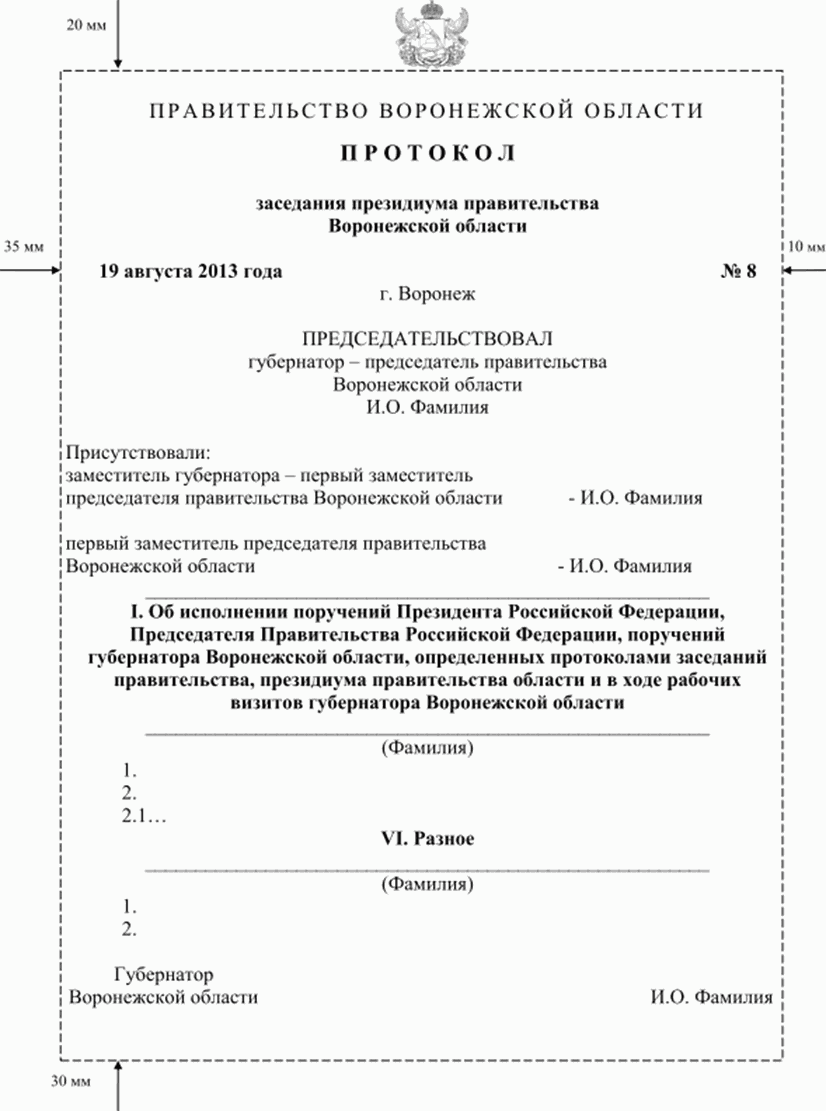 20 мм
ПРАВИТЕЛЬСТВО ВОРОНЕЖСКОЙ ОБЛАСТИ
ПРОТОКОЛ
заседания президиума правительства
Воронежской области
35 мм
10 мм
19 августа 2013 года № 8
г. Воронеж
ПРЕДСЕДАТЕЛЬСТВОВАЛ
губернатор – председатель правительства
Воронежской области
И.О. Фамилия
Присутствовали:
заместитель губернатора – первый заместитель
председателя правительства Воронежской области - И.О. Фамилия
первый заместитель председателя правительства
Воронежской области - И.О. Фамилия
I. Об исполнении поручений Президента Российской Федерации,
Председателя Правительства Российской Федерации, поручений
губернатора Воронежской области, определенных протоколами заседаний
правительства, президиума правительства области и в ходе рабочих
визитов губернатора Воронежской области
(Фамилия)
1.
2.
2.1…
VI. Разное
(Фамилия)
1.
2.
Губернатор
Воронежской области И.О. Фамилия
30 мм